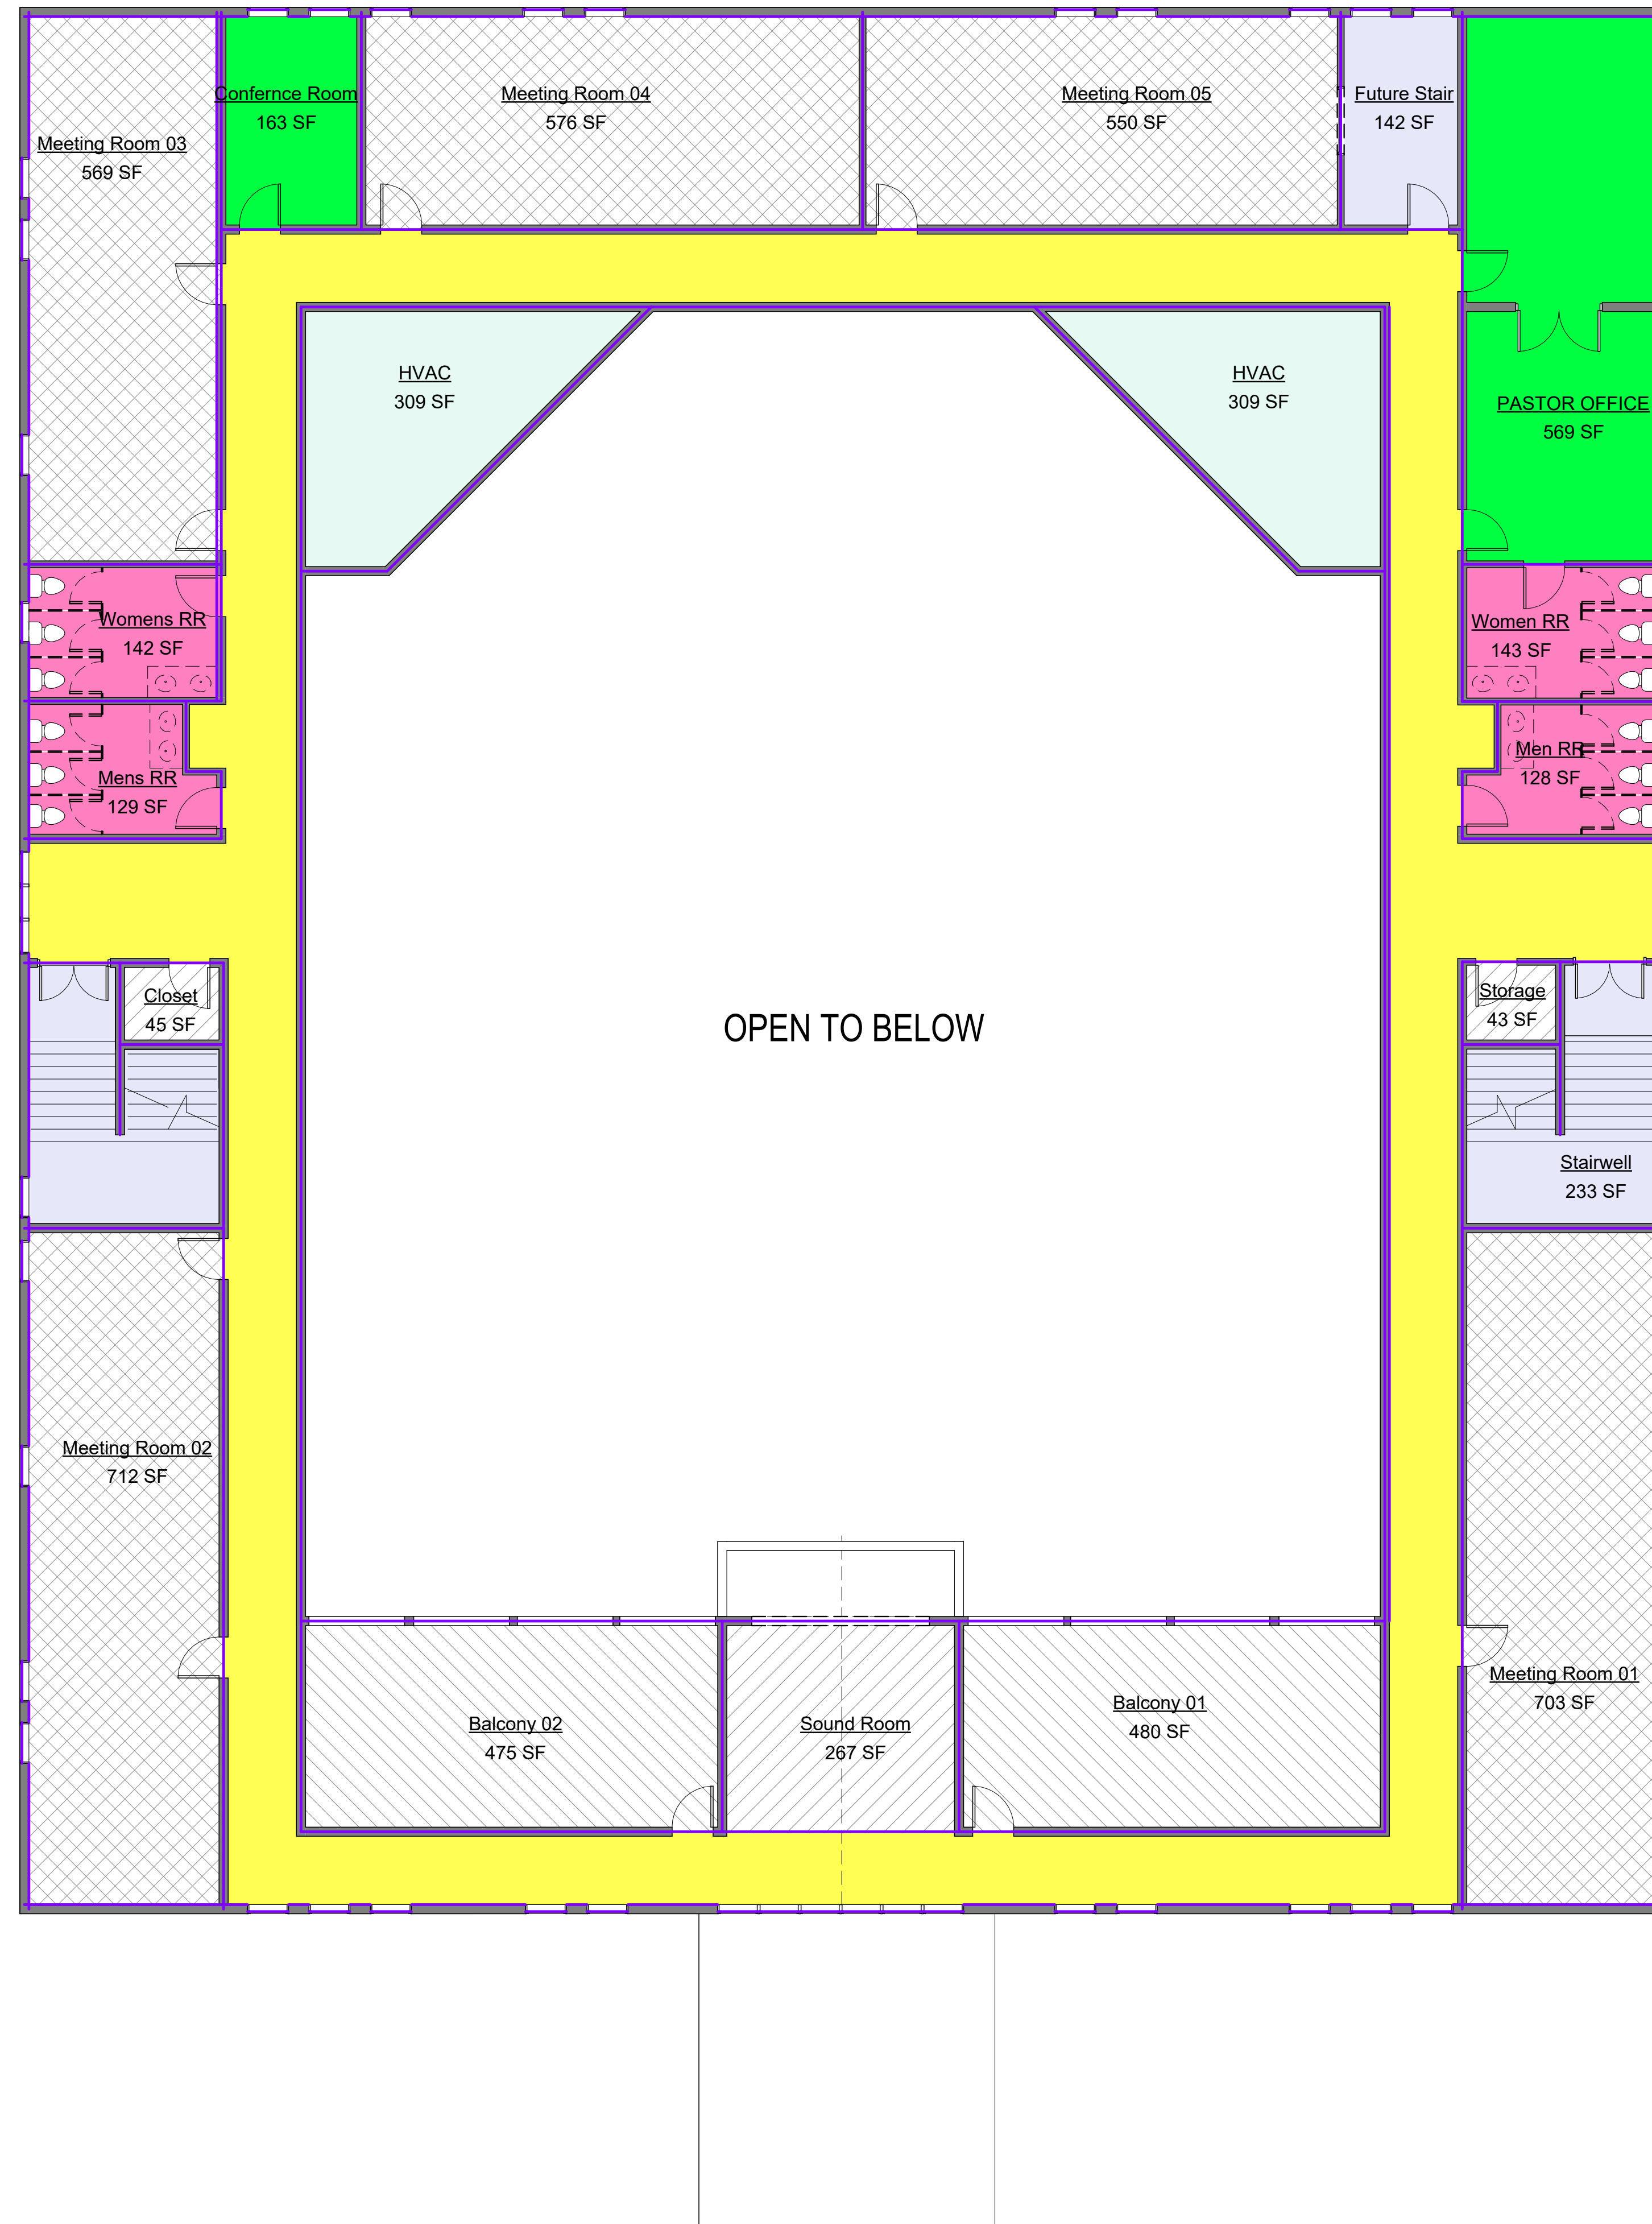 Confernce Room
163 SF
Meeting Room 04
576 SF
Meeting Room 05
550 SF
Future Stair
142 SF
Meeting Room 03
569 SF
HVAC
309 SF
HVAC
309 SF
PASTOR OFFICE
569 SF
Womens RR
142 SF
Women RR
143 SF
Mens RR
129 SF
Men RR
128 SF
Closet
45 SF
OPEN TO BELOW
Storage
43 SF
Stairwell
233 SF
Meeting Room 02
712 SF
Meeting Room 01
703 SF
Balcony 02
475 SF
Sound Room
267 SF
Balcony 01
480 SF